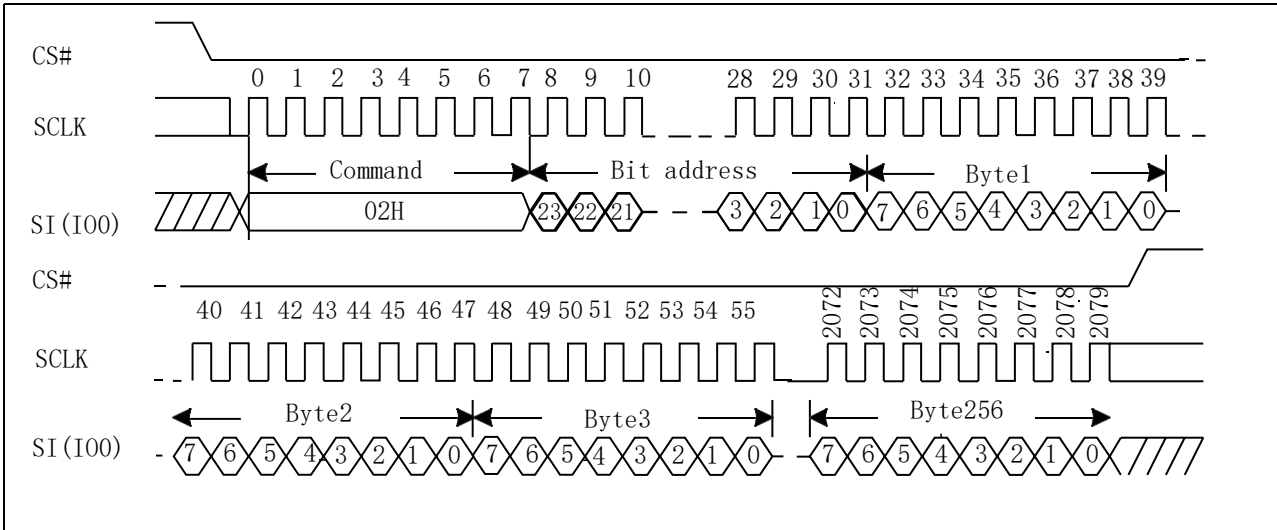 CS#
0 1 2 3 4 5 6 7 8 9 10 28 29 30 31 32 33 34 35 36 37 38 39
SCLK
Command Bit address Byte1
SI(IO0) 02H 23 22 21 3 2 1 0 7 6 5 4 3 2 1 0
CS#
40 41 42 43 44 45 46 47 48 49 50 51 52 53 54 55 2072 2073 2074 2075 2076 2077 2078 2079
SCLK
Byte2 Byte3 Byte256
SI(IO0) 7 6 5 4 3 2 1 0 7 6 5 4 3 2 1 0 7 6 5 4 3 2 1 0